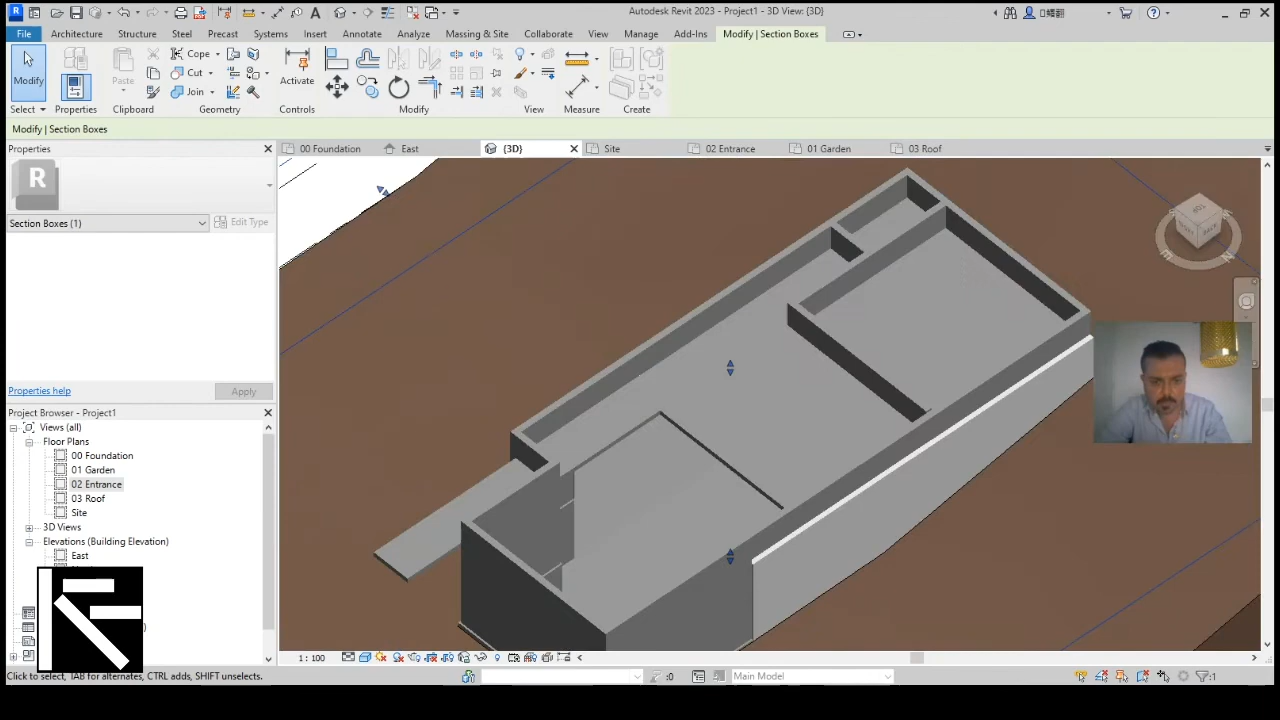 Autodesk Revit 2023 - Project1 - 3D View: {3D}
File Architecture Structure Steel Precast Systems Insert Annotate Analyze Massing & Site Collaborate View Manage Add-Ins Modify | Section Boxes
Modify Paste Cope Cut Join Activate
Select Properties Clipboard Geometry Controls Modify View Measure Create
Modify | Section Boxes
Properties
00 Foundation East {3D} Site 02 Entrance 01 Garden 03 Roof
R
Section Boxes (1) Edit Type
Properties help Apply
Project Browser - Project1
Views (all)
Floor Plans
00 Foundation
01 Garden
02 Entrance
03 Roof
Site
3D Views
Elevations (Building Elevation)
East
1 : 100
Click to select, TAB for alternates, CTRL adds, SHIFT unselects.
:0 Main Model :1